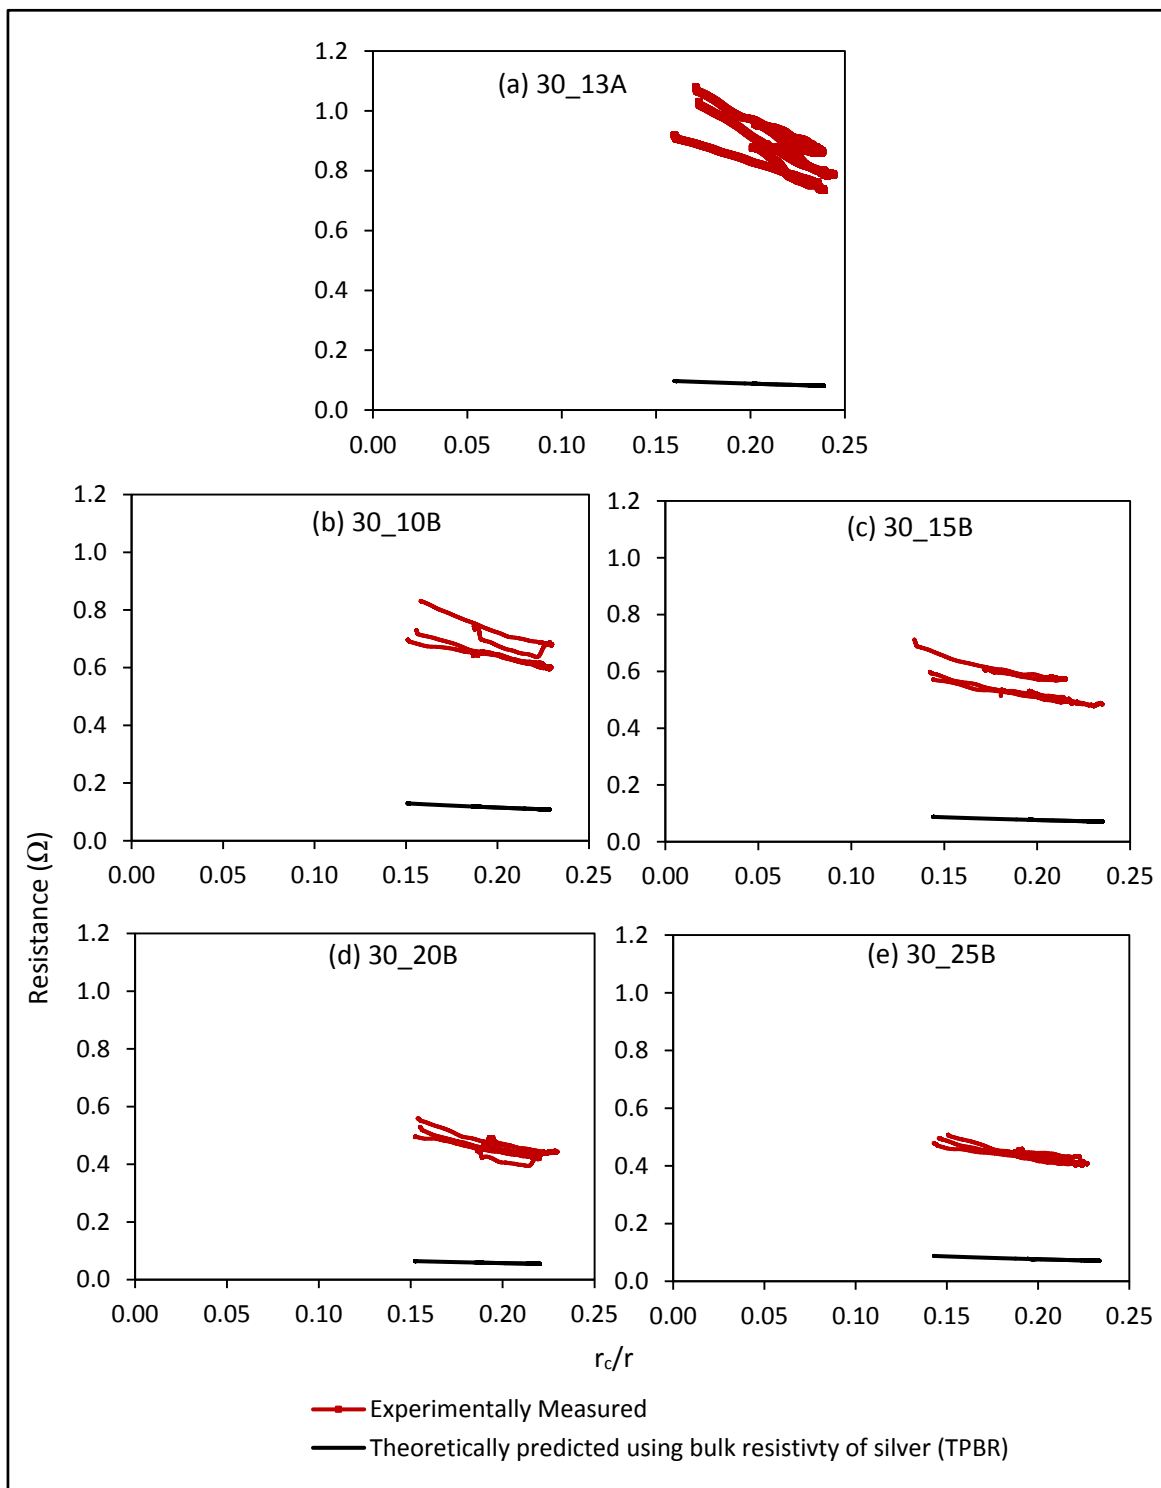 (a) 30_13A
1.2
1.0
0.8
0.6
0.4
0.2
0.0
0.00 0.05 0.10 0.15 0.20 0.25
(b) 30_10B
1.2
1.0
0.8
0.6
0.4
0.2
0.0
0.00 0.05 0.10 0.15 0.20 0.25
(c) 30_15B
1.2
1.0
0.8
0.6
0.4
0.2
0.0
0.00 0.05 0.10 0.15 0.20 0.25
Resistance (Ω)
(d) 30_20B
1.2
1.0
0.8
0.6
0.4
0.2
0.0
0.00 0.05 0.10 0.15 0.20 0.25
(e) 30_25B
1.2
1.0
0.8
0.6
0.4
0.2
0.0
0.00 0.05 0.10 0.15 0.20 0.25
r꜀/r
Experimentally Measured
Theoretically predicted using bulk resistivty of silver (TPBR)